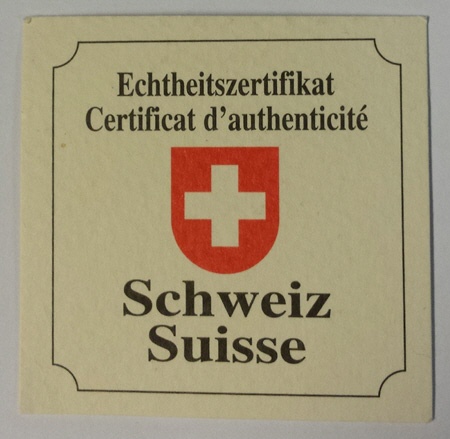 Echtheitszertifikat
Certificat d'authenticité
Schweiz
Suisse